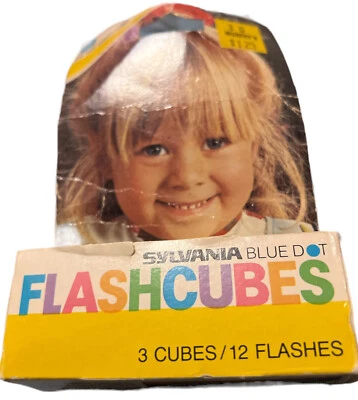 SYLVANIA BLUE DOT
FLASHCUBES
3 CUBES/12 FLASHES